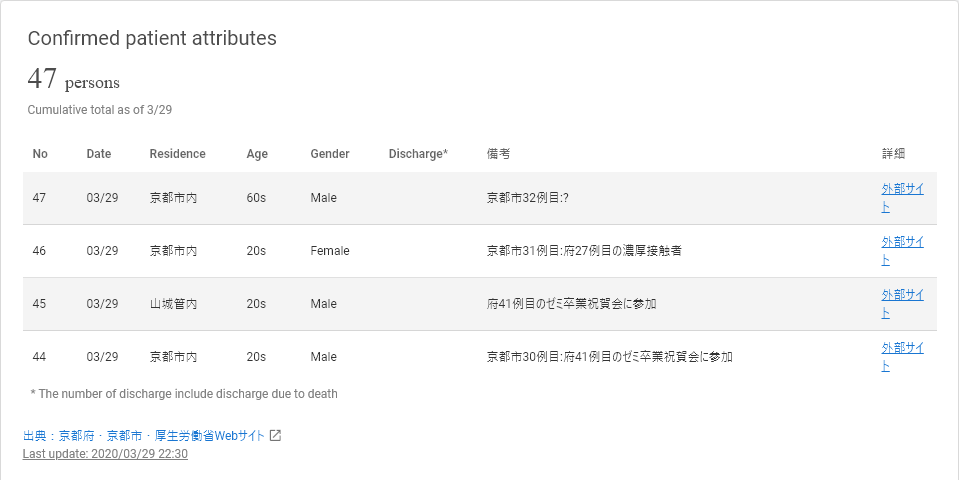 Confirmed patient attributes
47 persons
Cumulative total as of 3/29
No Date Residence Age Gender Discharge* 備考 詳細
47 03/29 京都市内 60s Male 京都市32例目:? 外部サイ
ト
46 03/29 京都市内 20s Female 京都市31例目:府27例目の濃厚接触者 外部サイ
ト
45 03/29 山城管内 20s Male 府41例目のゼミ卒業祝賀会に参加 外部サイ
ト
44 03/29 京都市内 20s Male 京都市30例目:府41例目のゼミ卒業祝賀会に参加 外部サイ
ト
* The number of discharge include discharge due to death
出典:京都府・京都市・厚生労働省Webサイト
Last update: 2020/03/29 22:30